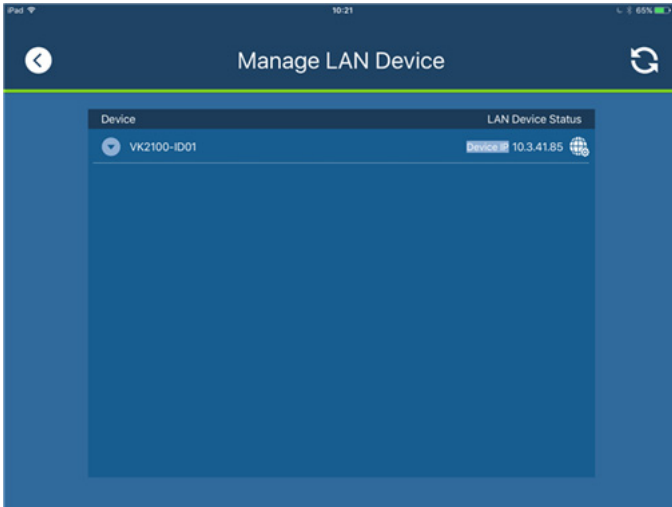 iPad 10:21 65%
Manage LAN Device
Device LAN Device Status
VK2100-ID01 Device IP 10.3.41.85